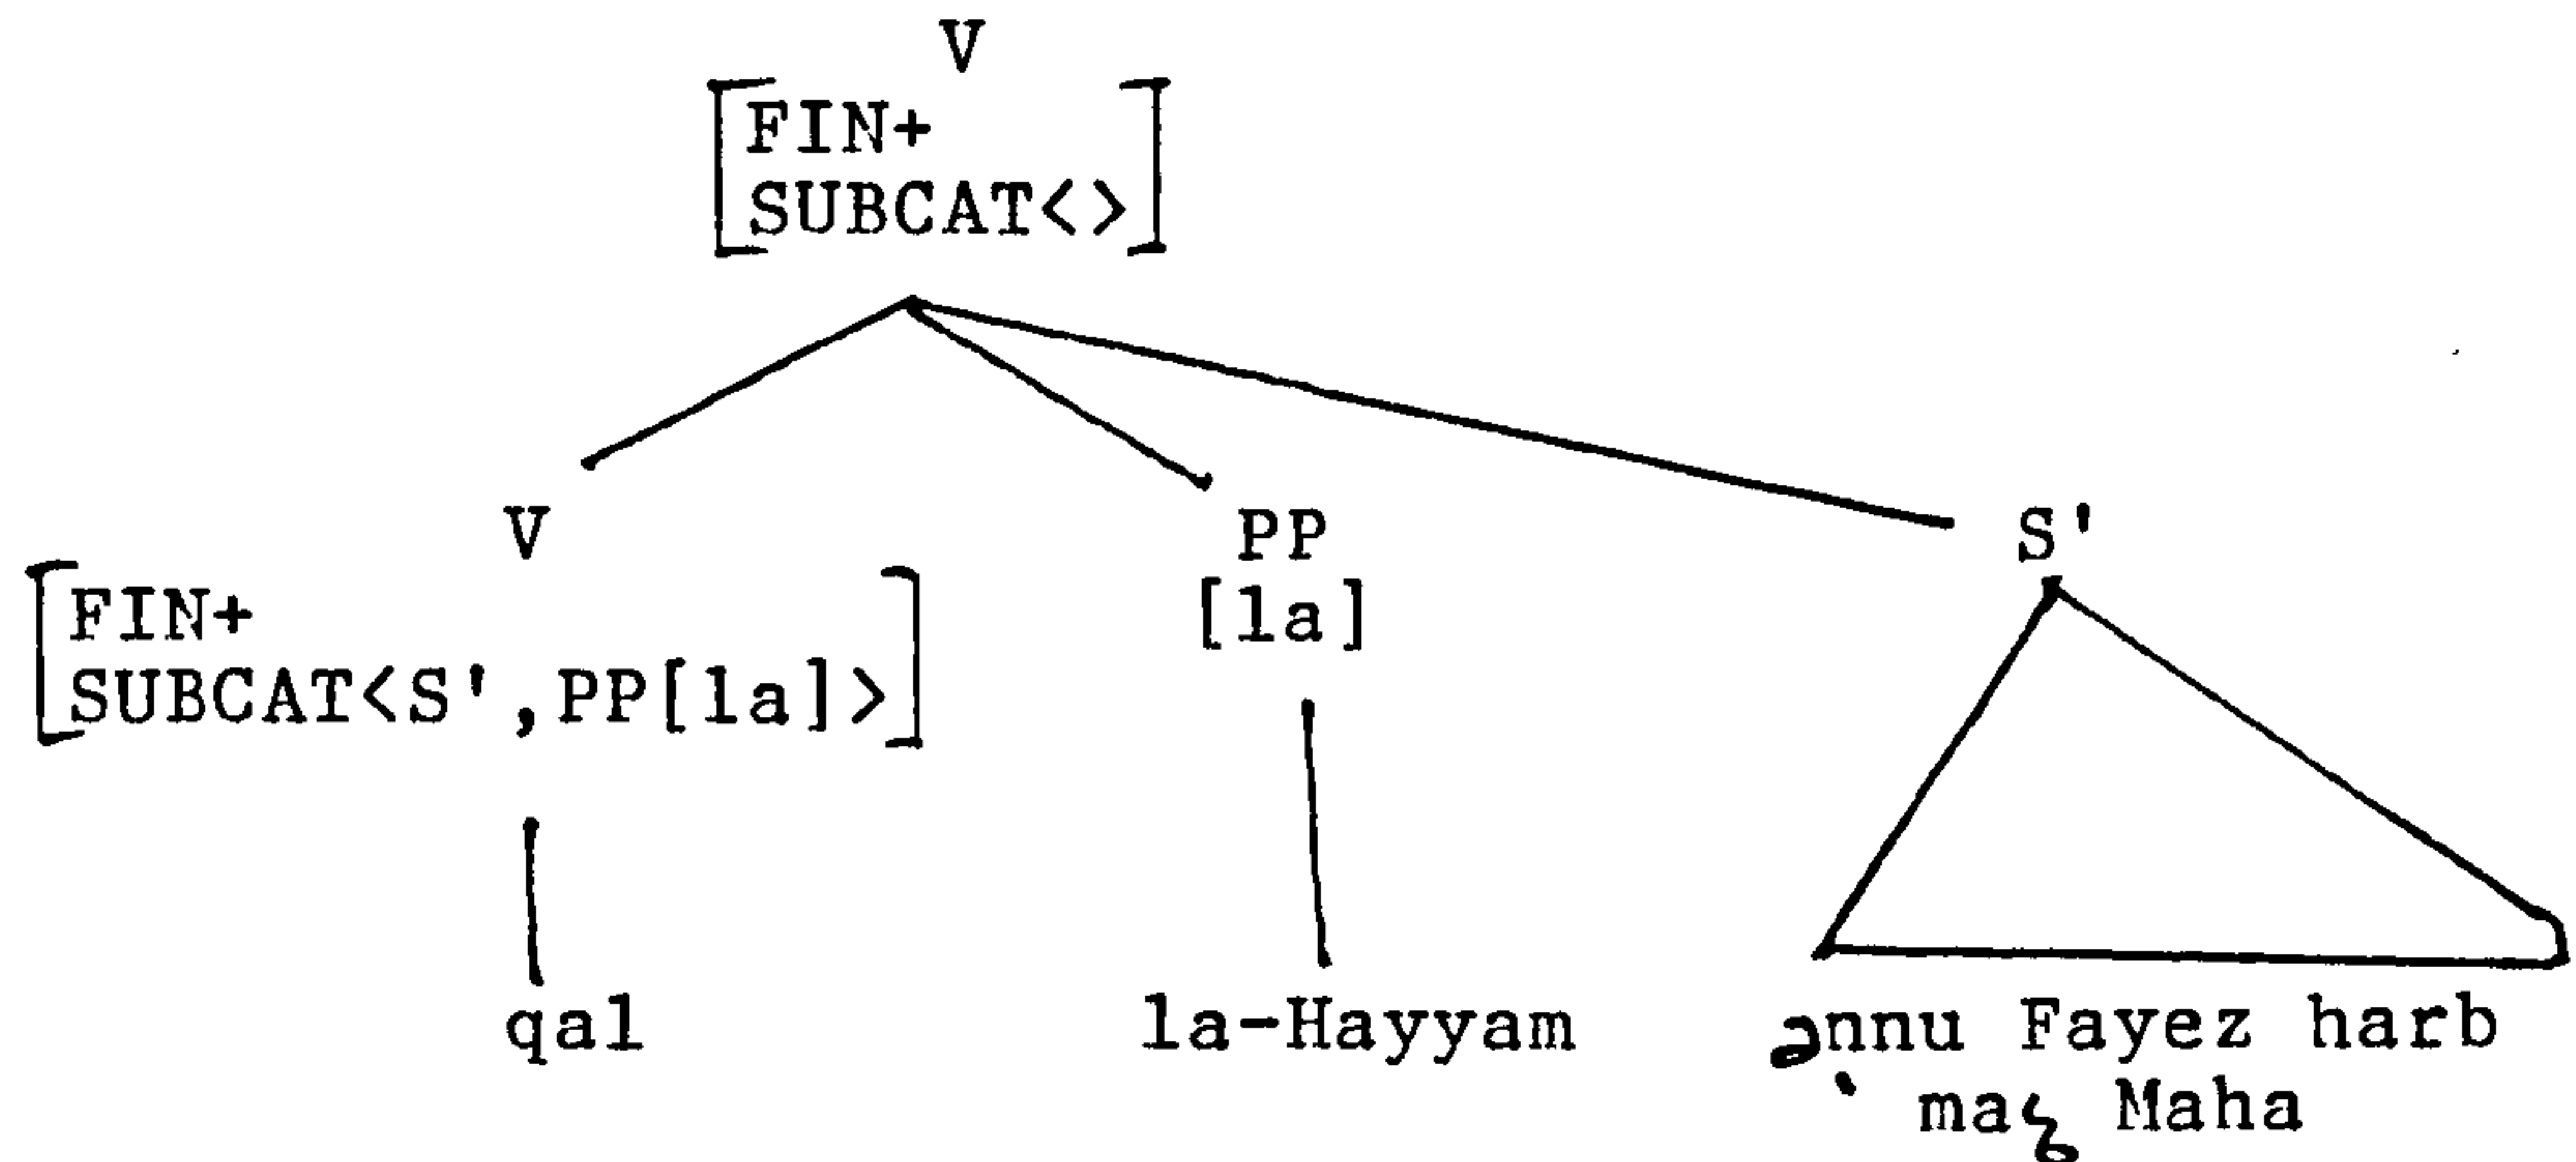 V
FIN+
SUBCAT<>
V PP S'
FIN+ [la]
SUBCAT<S',PP[la]>
qal la-Hayyam ənnu Fayez harb
maʕ Maha